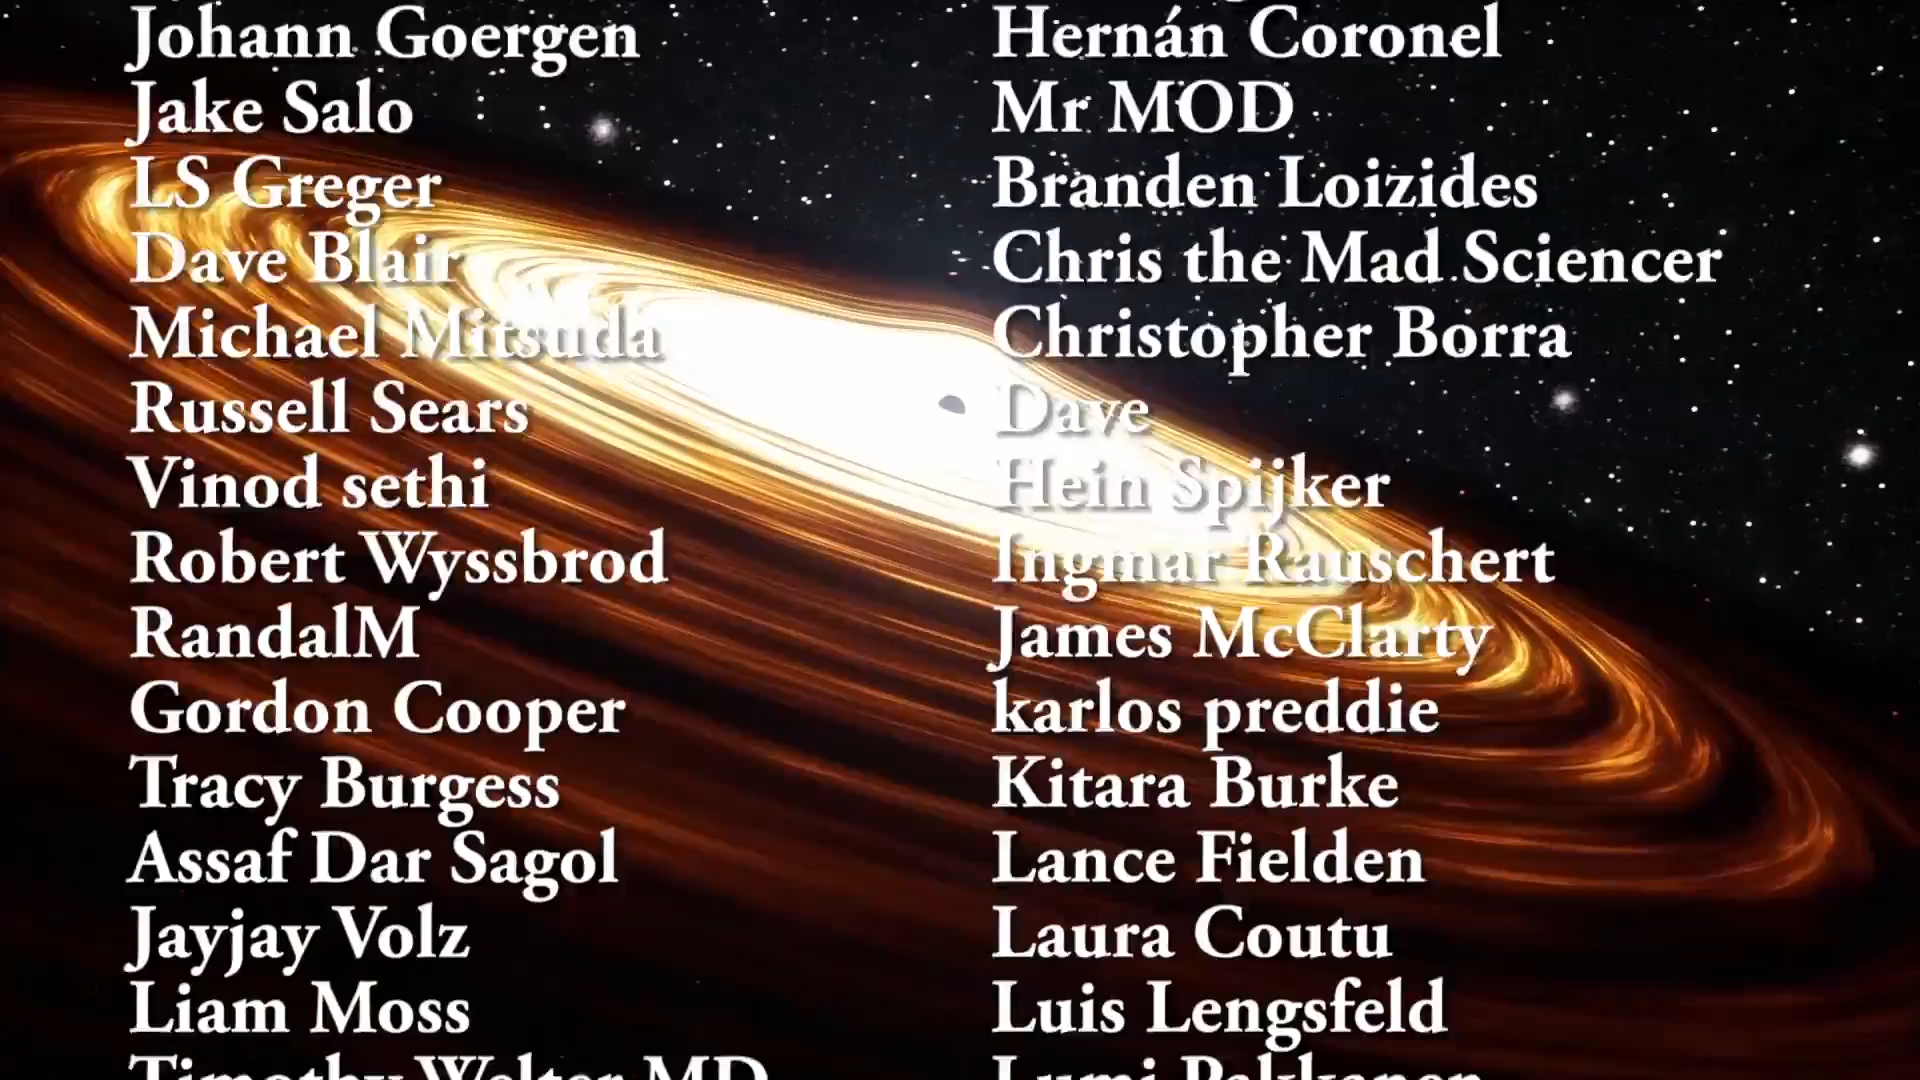 Johann Goergen
Jake Salo
LS Greger
Dave Blair
Michael Mitsuda
Russell Sears
Vinod sethi
Robert Wyssbrod
RandalM
Gordon Cooper
Tracy Burgess
Assaf Dar Sagol
Jayjay Volz
Liam Moss
Timothy Welter MD
Hernán Coronel
Mr MOD
Branden Loizides
Chris the Mad Sciencer
Christopher Borra
Dave
Hein Spijker
Ingmar Rauschert
James McClarty
karlos preddie
Kitara Burke
Lance Fielden
Laura Coutu
Luis Lengsfeld